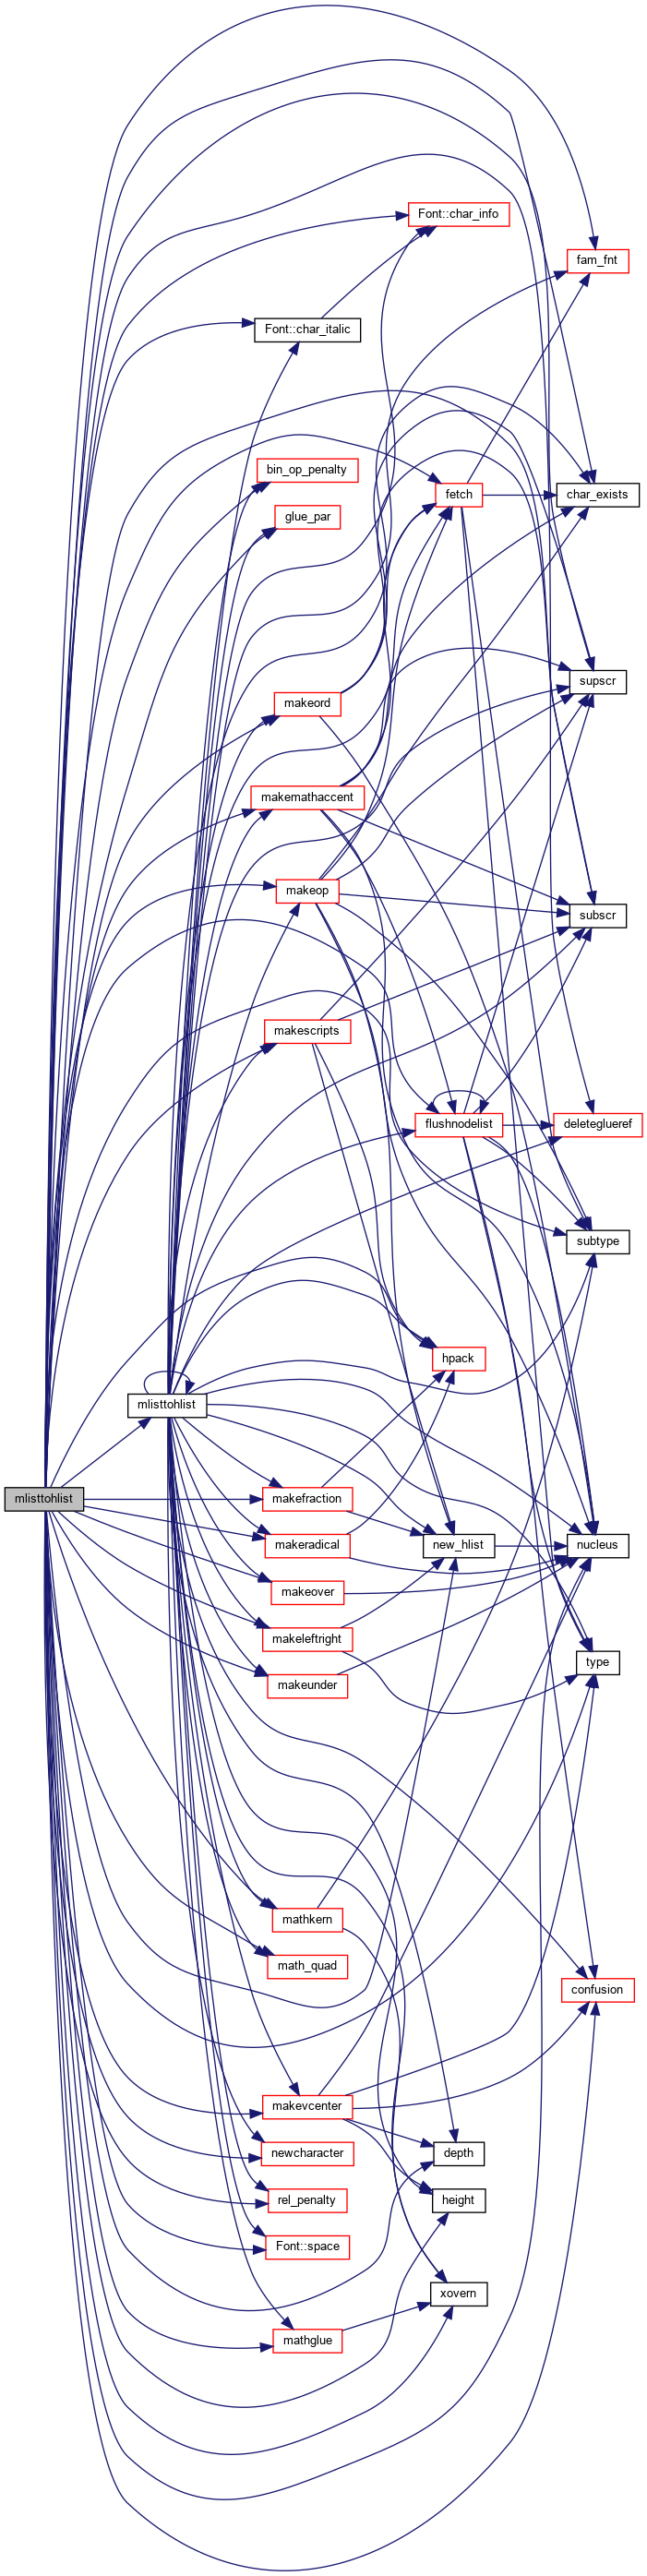 Font::char_info
fam_fnt
Font::char_italic
bin_op_penalty
fetch
char_exists
glue_par
supscr
makeord
makemathaccent
makeop
subscr
makescripts
flushnodelist
deleteglueref
subtype
hpack
mlisttohlist
mlisttohlist
makefraction
makeradical
new_hlist
nucleus
makeover
makeleftright
type
makeunder
mathkern
math_quad
confusion
makevcenter
newcharacter
depth
rel_penalty
height
Font::space
xovern
mathglue